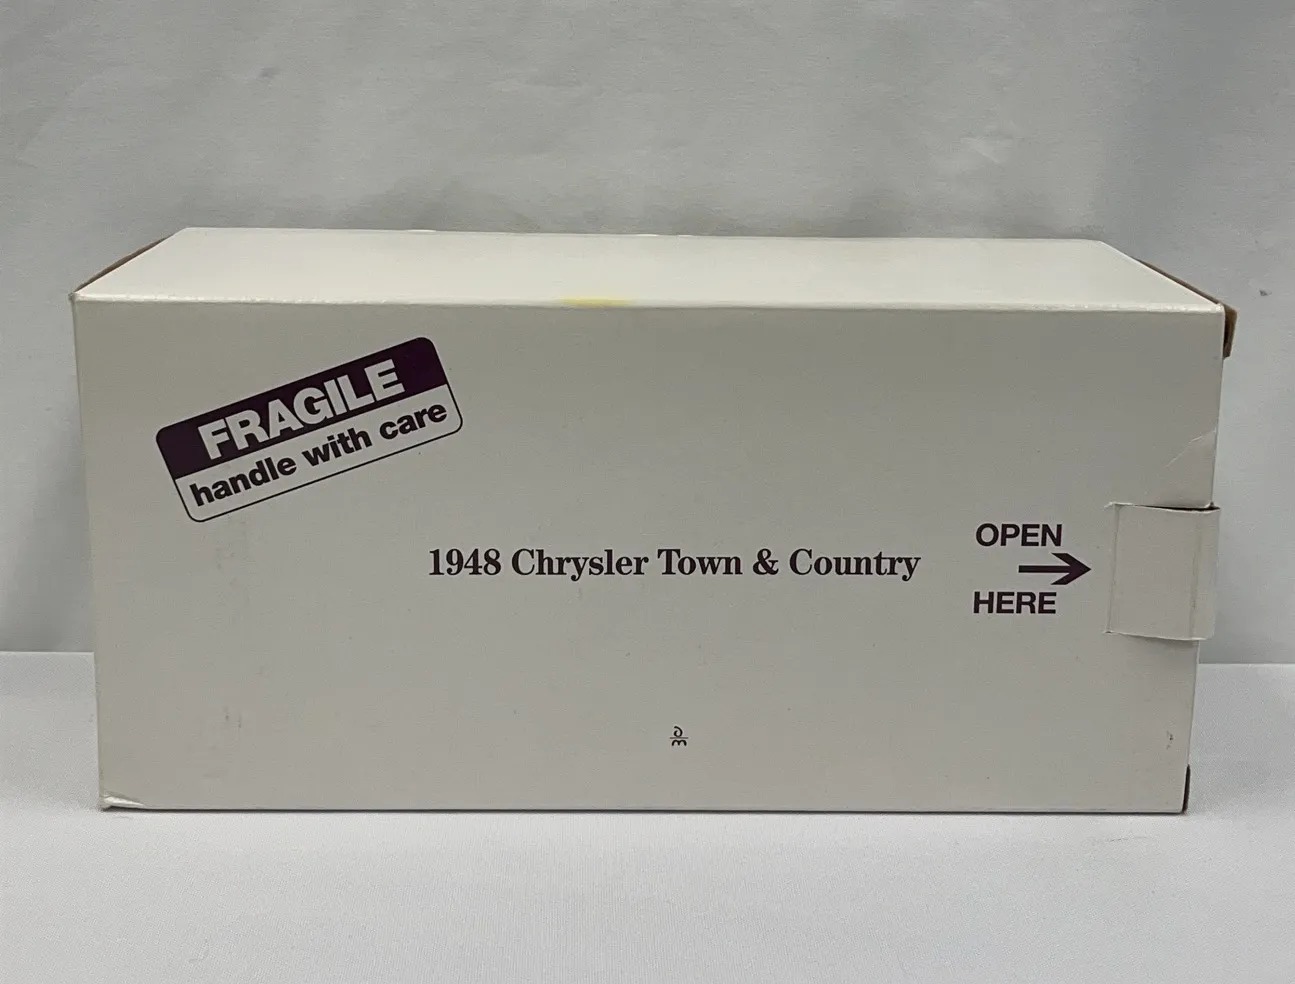 FRAGILE
handle with care
1948 Chrysler Town & Country
OPEN
HERE